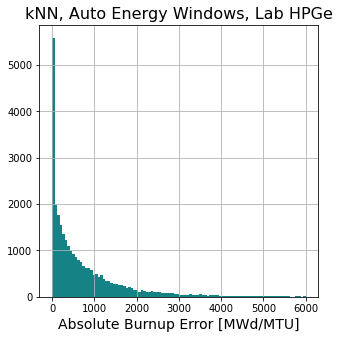 kNN, Auto Energy Windows, Lab HPGe
5000
4000
3000
2000
1000
0
0 1000 2000 3000 4000 5000 6000
Absolute Burnup Error [MWd/MTU]